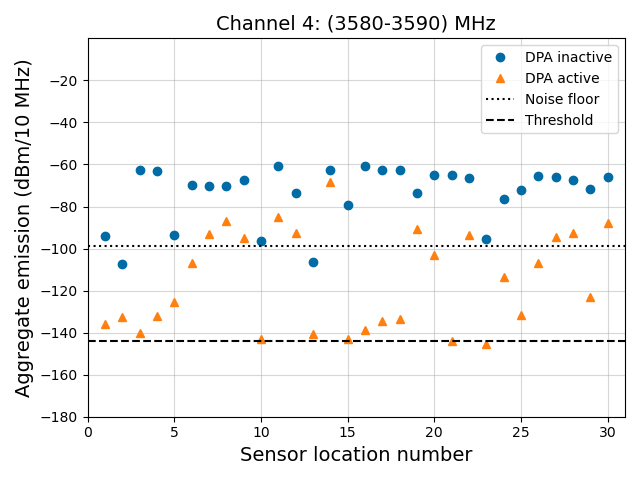 Channel 4: (3580-3590) MHz
DPA inactive
DPA active
Noise floor
Threshold
Aggregate emission (dBm/10 MHz)
−20
−40
−60
−80
−100
−120
−140
−160
−180
0 5 10 15 20 25 30
Sensor location number